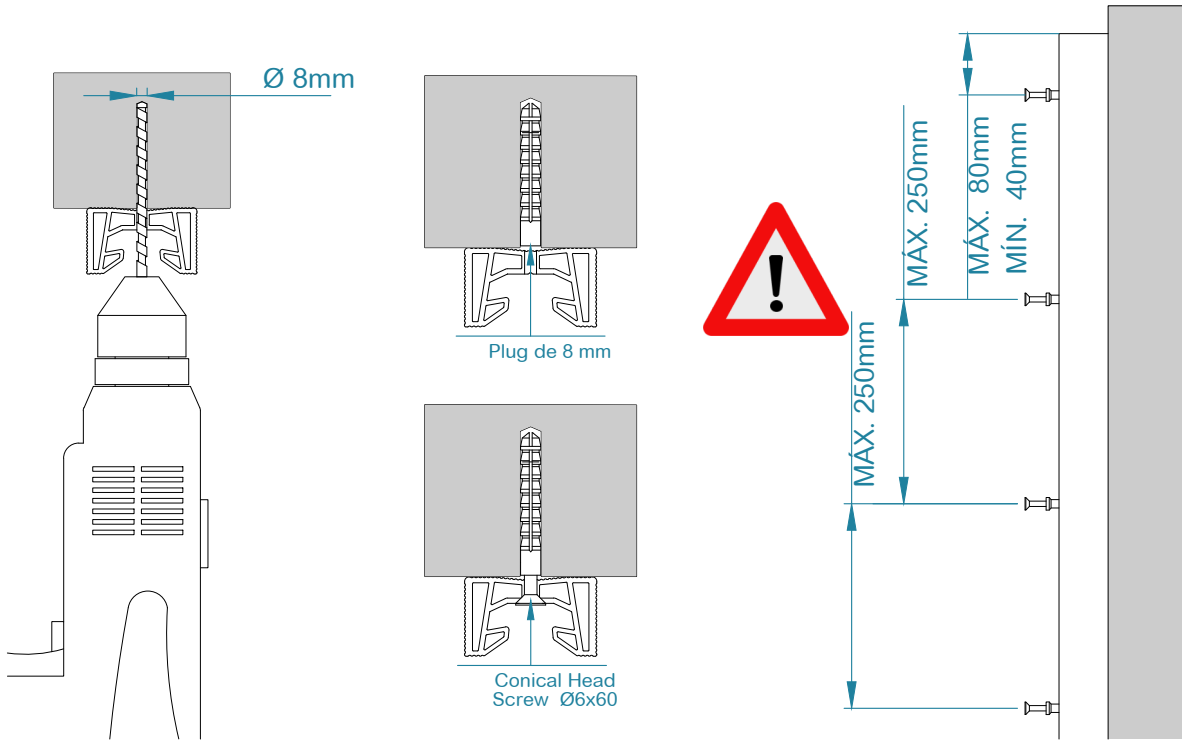 Ø 8mm
Plug de 8 mm
Conical Head
Screw Ø6x60
!
MÁX. 250mm
MÁX. 250mm
MÁX. 80mm
MÍN. 40mm